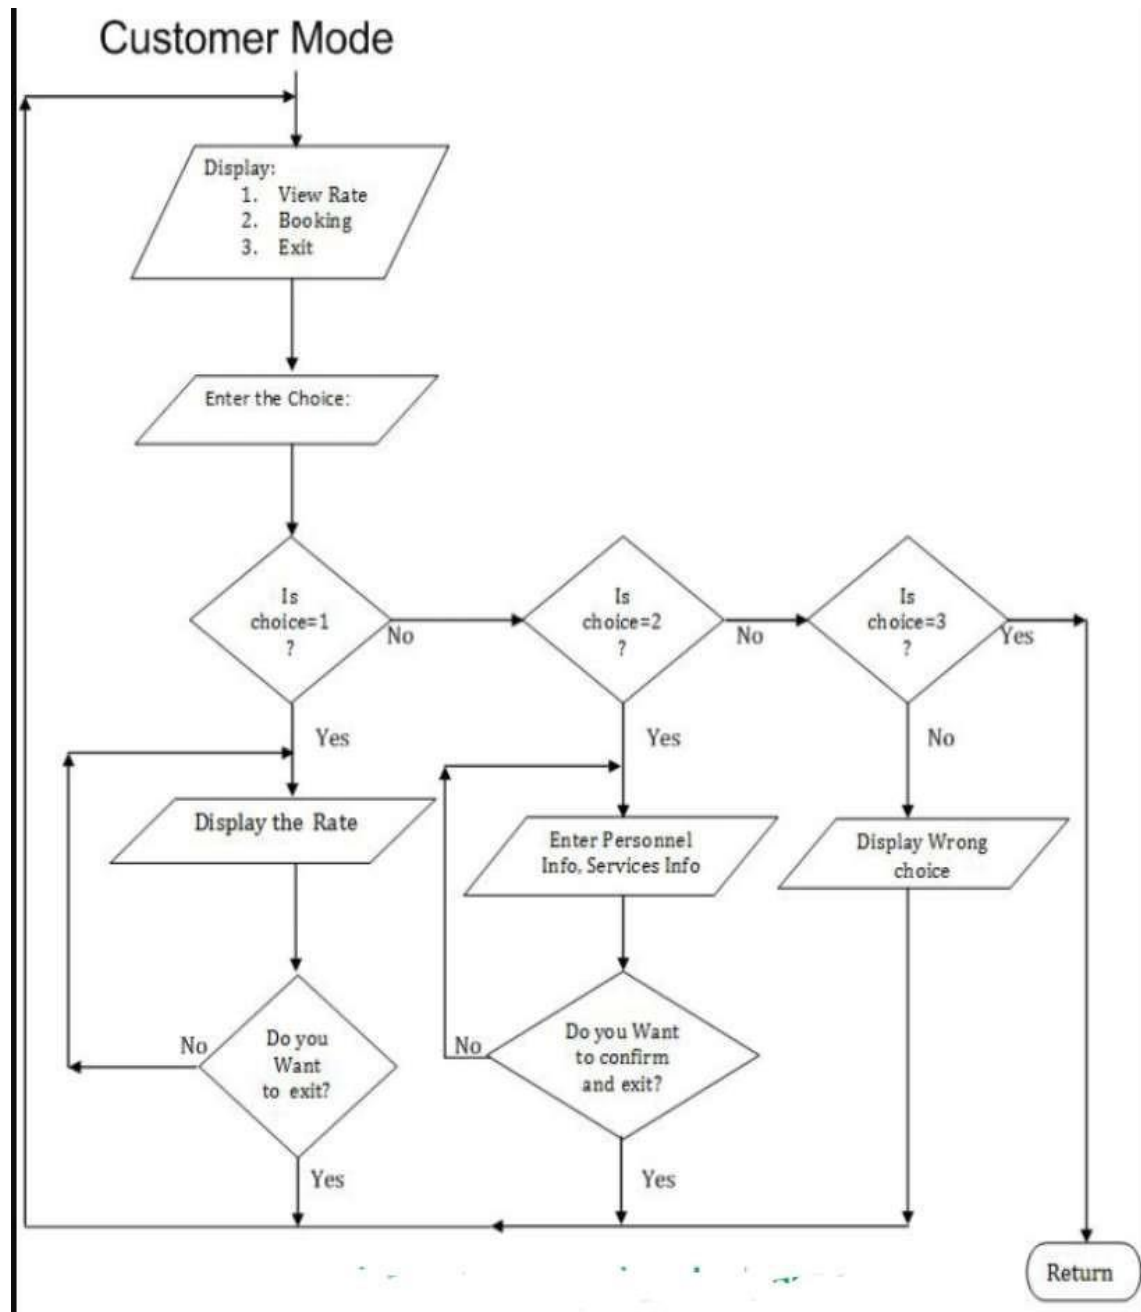 Customer Mode
Display:
1. View Rate
2. Booking
3. Exit
Enter the Choice:
Is
choice=1
?
No
Is
choice=2
?
No
Is
choice=3
?
Yes
Yes
Yes
No
Display the Rate
Enter Personnel
Info, Services Info
Display Wrong
choice
No
Do you
Want
to exit?
No
Do you Want
to confirm
and exit?
Yes
Yes
Return